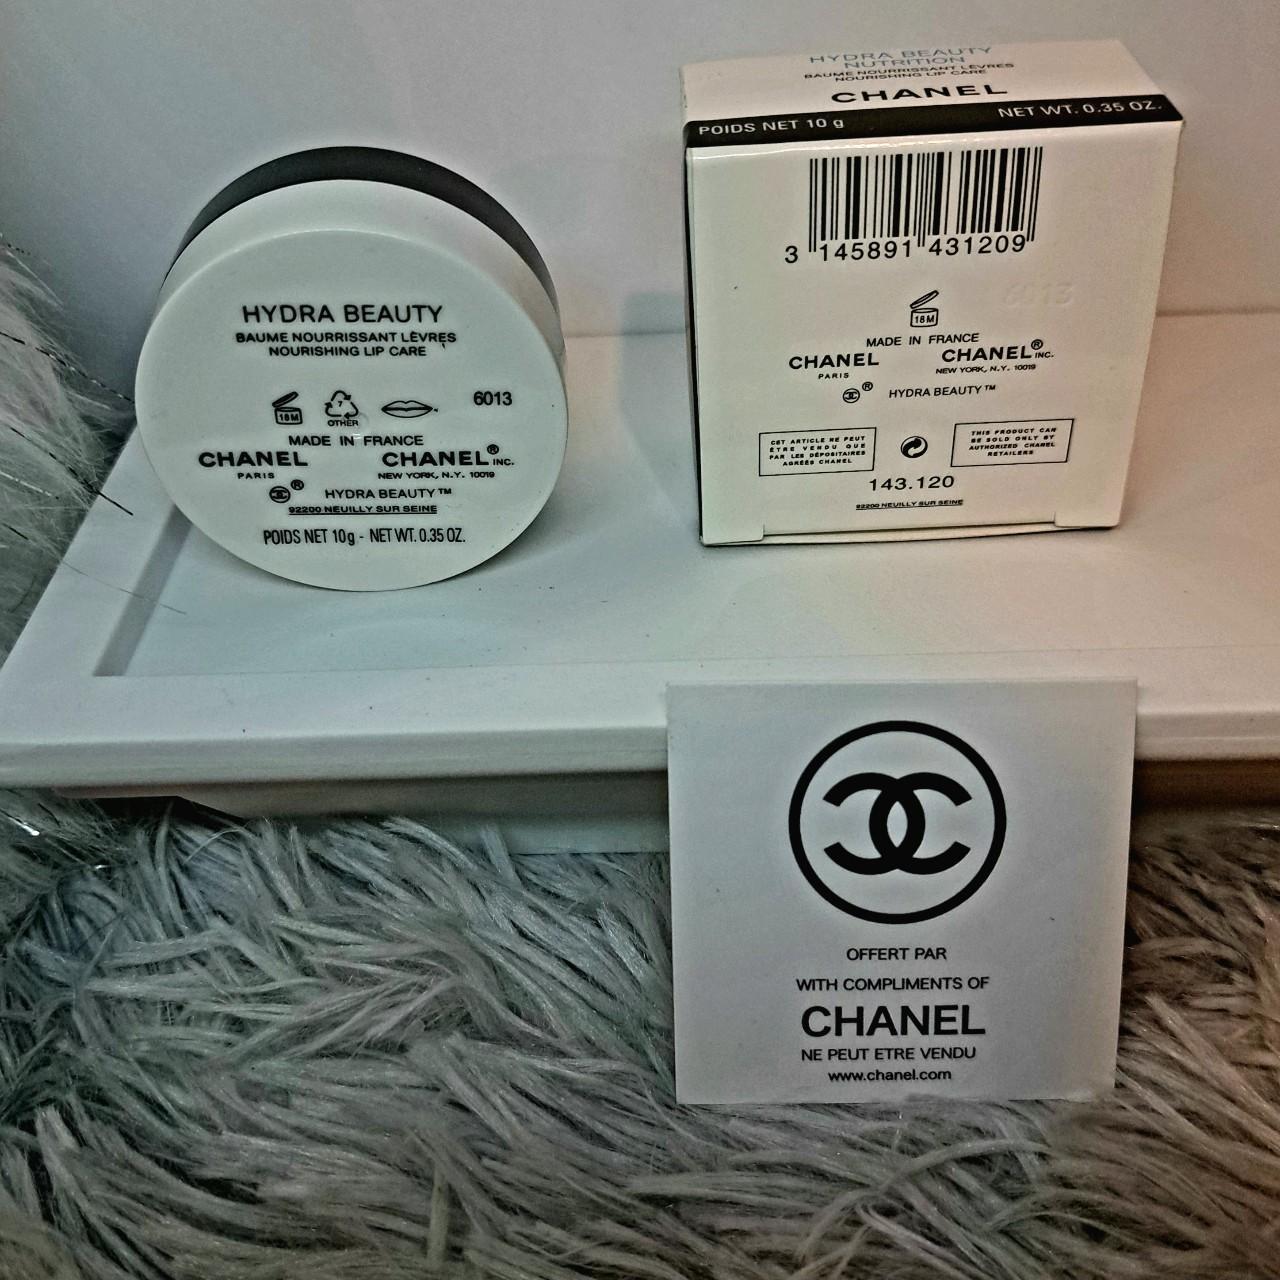 HYDRA BEAUTY
BAUME NOURRISSANT LÈVRES
NOURISHING LIP CARE
18M
7
OTHER
6013
MADE IN FRANCE
CHANEL
PARIS
CHANEL® INC.
NEW YORK, N.Y. 10019
® HYDRA BEAUTY™
92200 NEUILLY SUR SEINE
POIDS NET 10g - NET WT. 0.35 OZ.
HYDRA BEAUTY
NUTRITION
BAUME NOURRISSANT LÈVRES
NOURISHING LIP CARE
CHANEL
POIDS NET 10 g
NET WT. 0.35 OZ.
3 145891 431209
6013
18M
MADE IN FRANCE
CHANEL
PARIS
CHANEL® INC.
NEW YORK, N.Y. 10019
® HYDRA BEAUTY™
CET ARTICLE NE PEUT
ÊTRE VENDU QUE
PAR LES DÉPOSITAIRES
AGRÉÉS CHANEL
THIS PRODUCT CAN
BE SOLD ONLY BY
AUTHORIZED CHANEL
RETAILERS
143.120
92200 NEUILLY SUR SEINE
OFFERT PAR
WITH COMPLIMENTS OF
CHANEL
NE PEUT ETRE VENDU
www.chanel.com